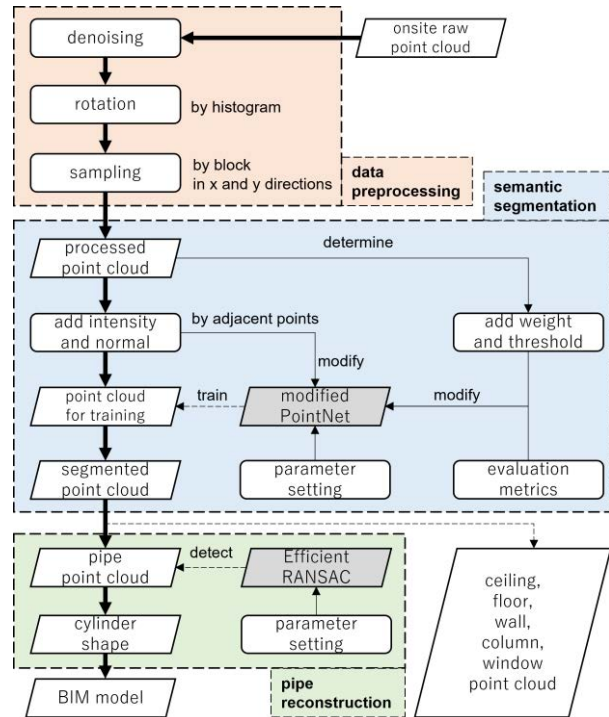 denoising
onsite raw
point cloud
rotation
by histogram
sampling
by block
in x and y directions
data
preprocessing
semantic
segmentation
processed
point cloud
determine
add intensity
and normal
by adjacent points
add weight
and threshold
modify
point cloud
for training
train
modified
PointNet
modify
segmented
point cloud
parameter
setting
evaluation
metrics
pipe
point cloud
detect
Efficient
RANSAC
ceiling,
floor,
wall,
column,
window
point cloud
cylinder
shape
parameter
setting
BIM model
pipe
reconstruction